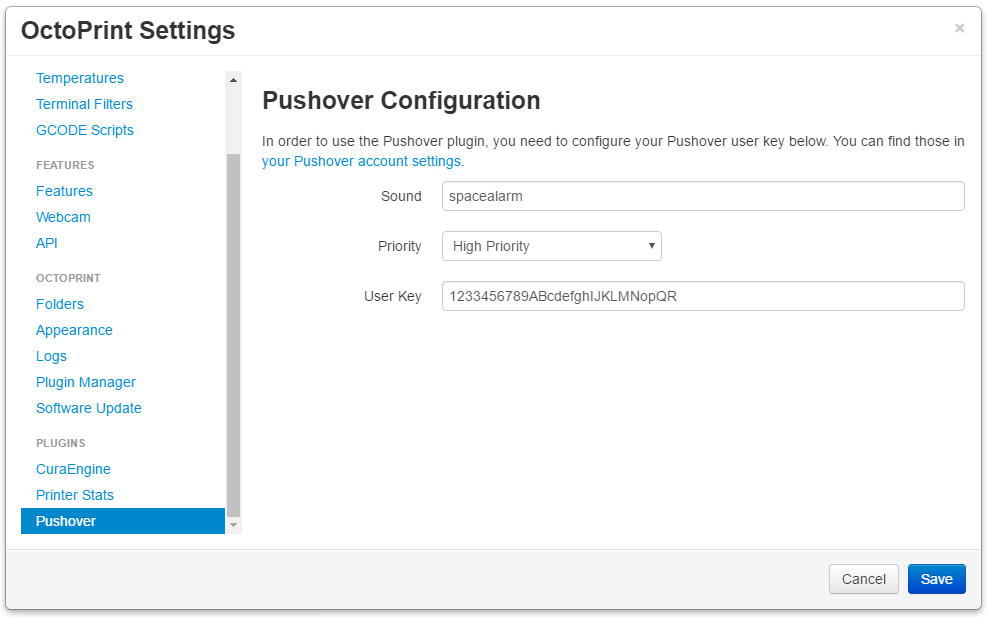 OctoPrint Settings
×
Temperatures
Terminal Filters
GCODE Scripts
FEATURES
Features
Webcam
API
OCTOPRINT
Folders
Appearance
Logs
Plugin Manager
Software Update
PLUGINS
CuraEngine
Printer Stats
Pushover
Pushover Configuration
In order to use the Pushover plugin, you need to configure your Pushover user key below. You can find those in
your Pushover account settings.
Sound spacealarm
Priority High Priority
User Key 1233456789ABcdefghIJKLMNopQR
Cancel Save